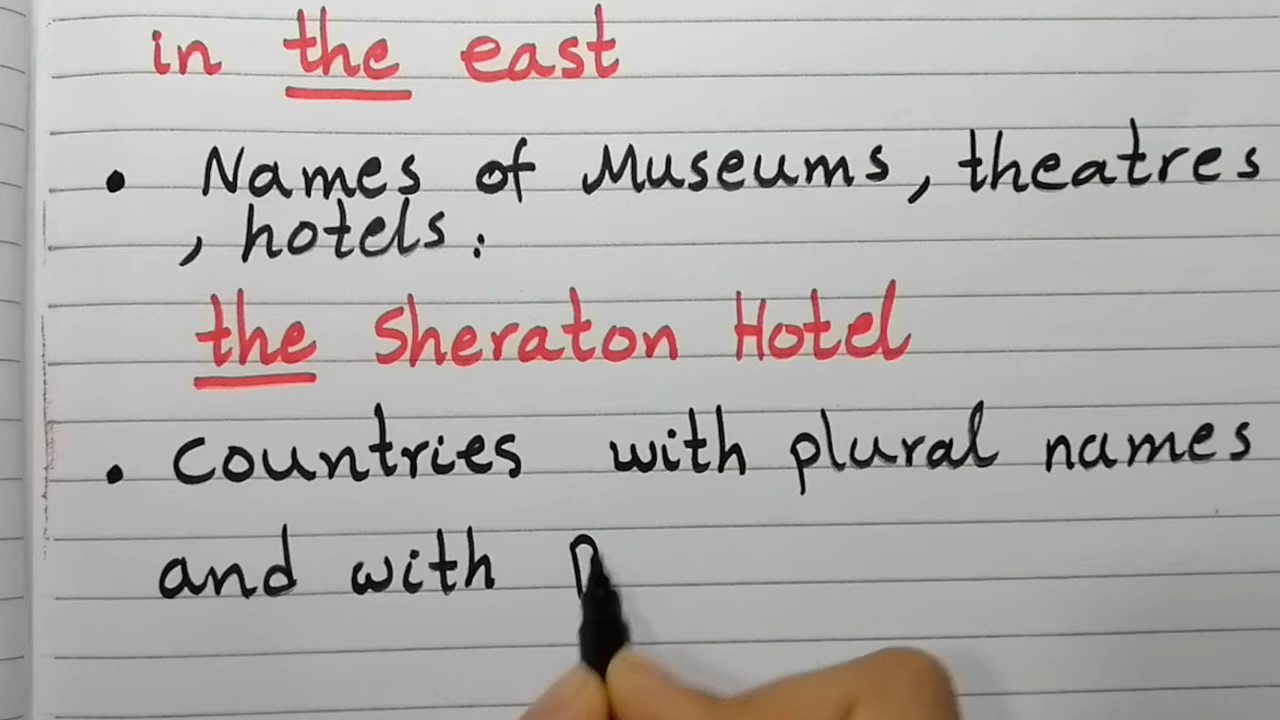 in the east
• Names of Museums, theatres
, hotels:
the Sheraton Hotel
• Countries with plural names
and with